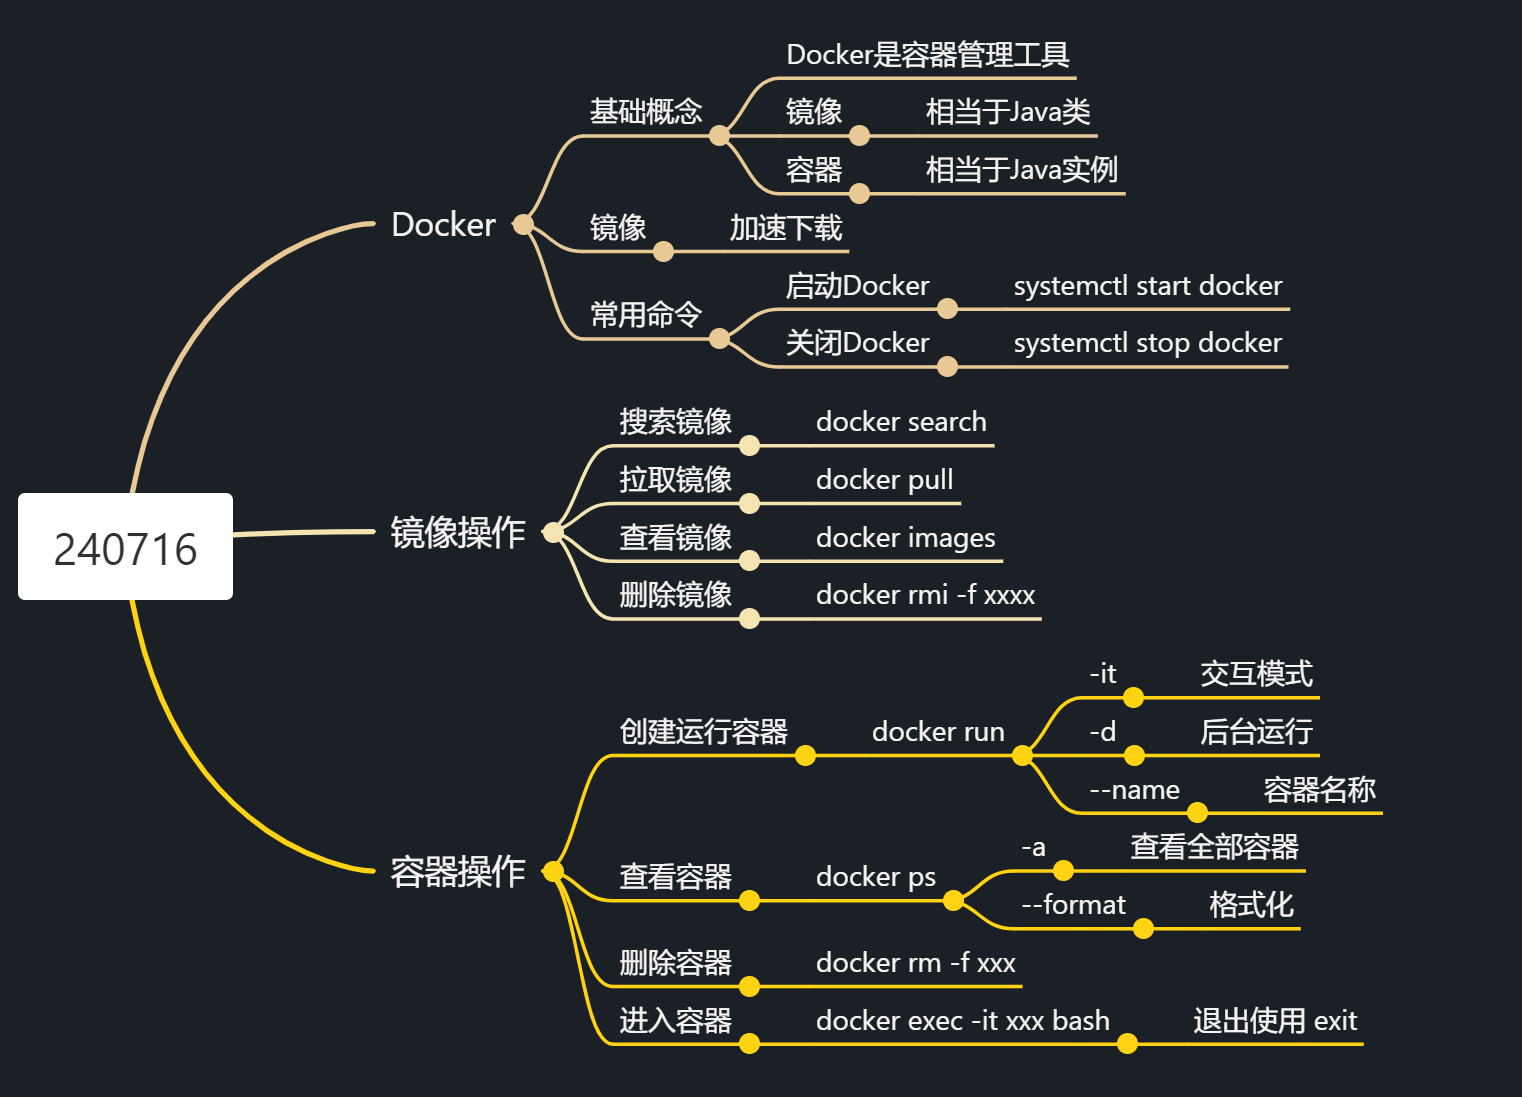 240716
Docker
基础概念
Docker是容器管理工具
镜像
相当于Java类
容器
相当于Java实例
镜像
加速下载
常用命令
启动Docker
systemctl start docker
关闭Docker
systemctl stop docker
镜像操作
搜索镜像
docker search
拉取镜像
docker pull
查看镜像
docker images
删除镜像
docker rmi -f xxxx
容器操作
创建运行容器
docker run
-it
交互模式
-d
后台运行
--name
容器名称
查看容器
docker ps
-a
查看全部容器
--format
格式化
删除容器
docker rm -f xxx
进入容器
docker exec -it xxx bash
退出使用 exit